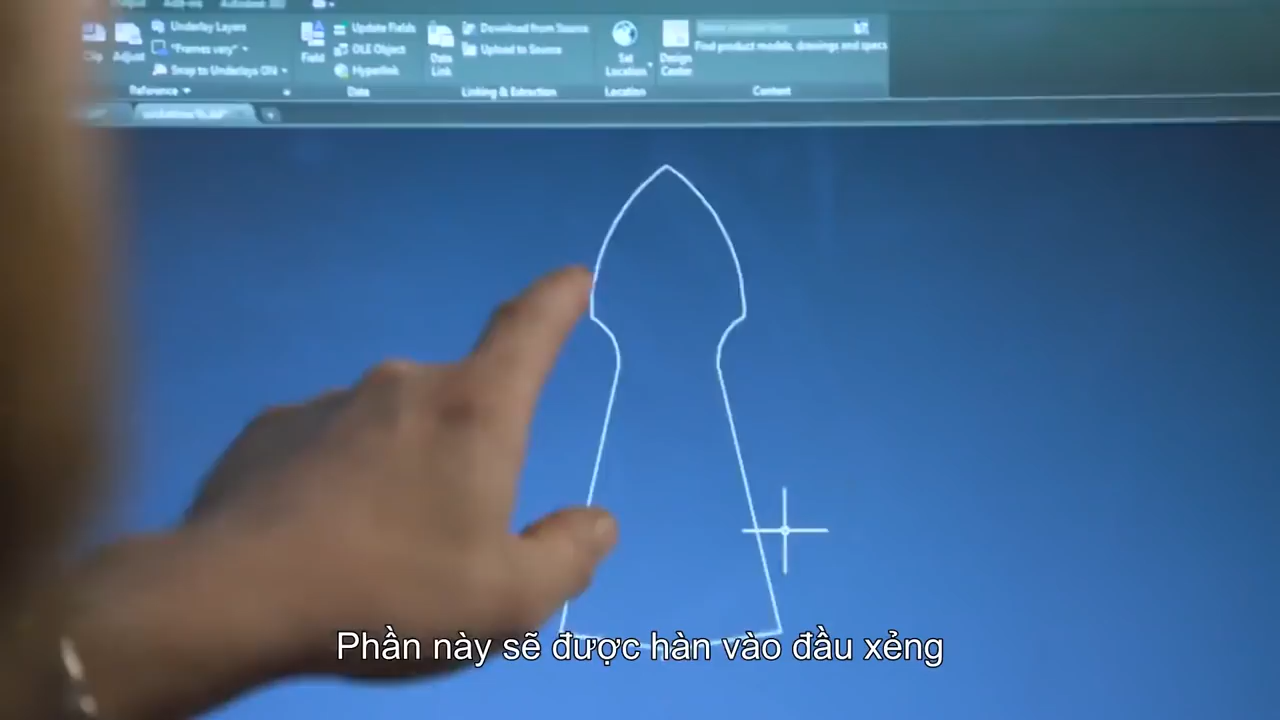 Underlay Layers
*Frames vary*
Snap to Underlays ON
Clip
Adjust
Reference
Update Fields
OLE Object
Hyperlink
Field
Data
Download from Source
Upload to Source
Data
Link
Linking & Extraction
Set
Location
Location
Design
Center
Find product models, drawings and specs
Content
Phần này sẽ được hàn vào đầu xẻng